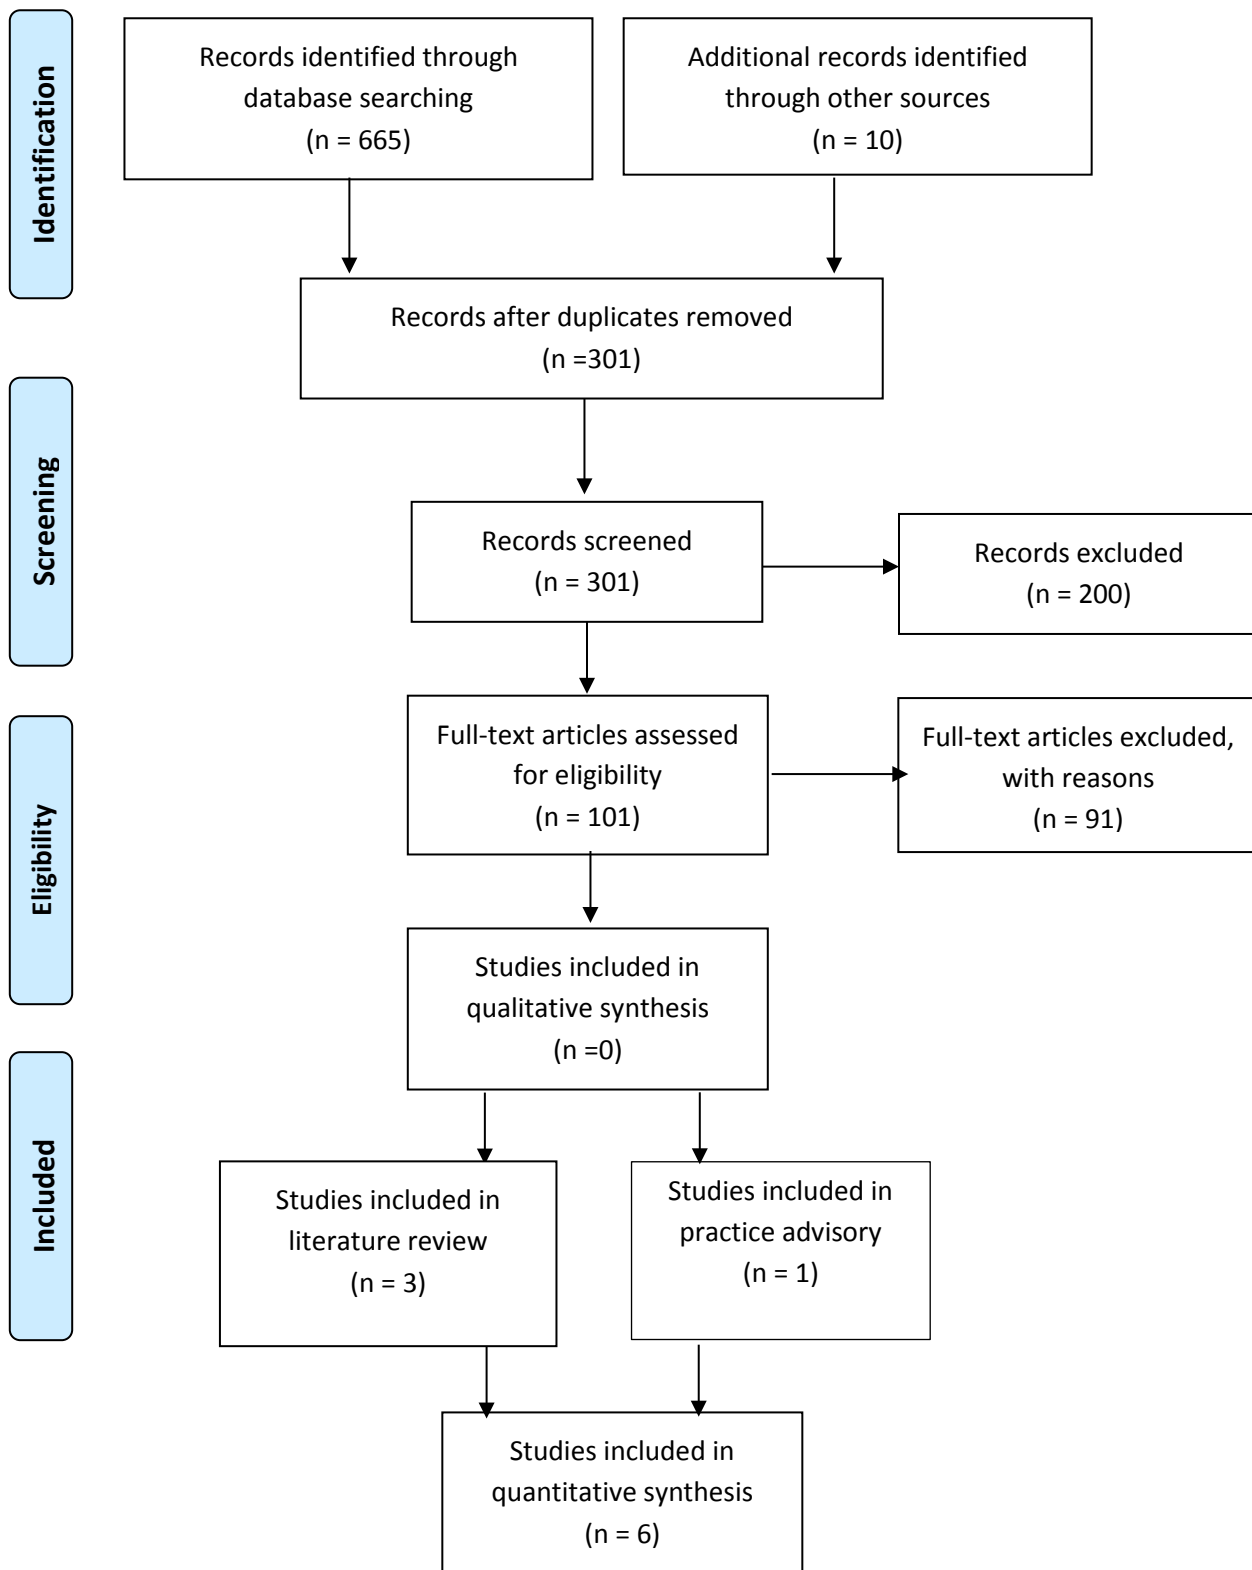 Identification
Records identified through
database searching
(n = 665)
Additional records identified
through other sources
(n = 10)
Records after duplicates removed
(n =301)
Screening
Records screened
(n = 301)
Records excluded
(n = 200)
Eligibility
Full-text articles assessed
for eligibility
(n = 101)
Full-text articles excluded,
with reasons
(n = 91)
Studies included in
qualitative synthesis
(n =0)
Included
Studies included in
literature review
(n = 3)
Studies included in
practice advisory
(n = 1)
Studies included in
quantitative synthesis
(n = 6)